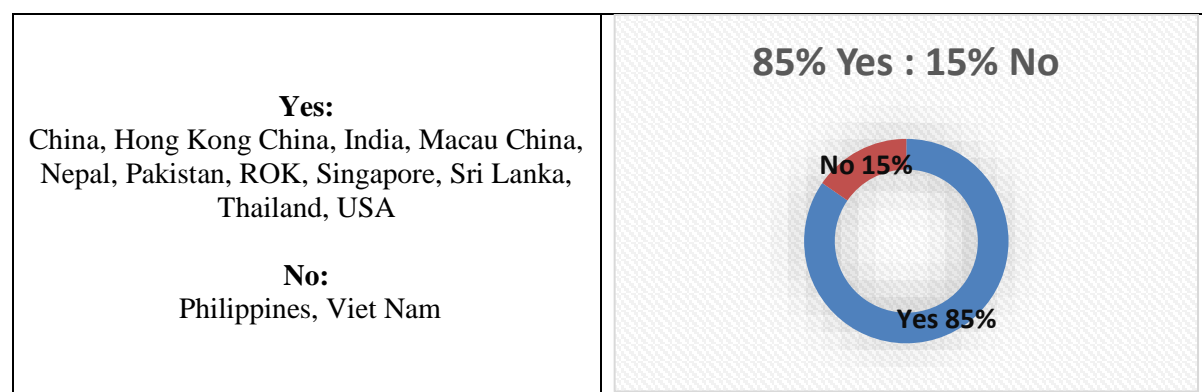 Yes:
China, Hong Kong China, India, Macau China,
Nepal, Pakistan, ROK, Singapore, Sri Lanka,
Thailand, USA
No:
Philippines, Viet Nam
85% Yes : 15% No
No 15%
Yes 85%